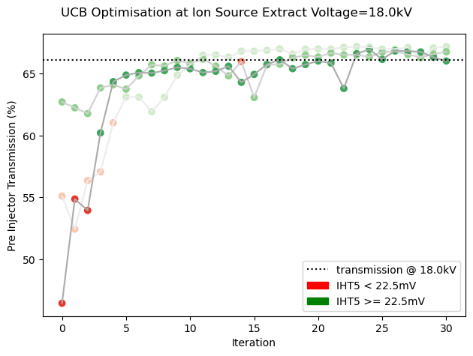 UCB Optimisation at Ion Source Extract Voltage=18.0kV
Pre Injector Transmission (%)
65
60
55
50
transmission @ 18.0kV
IHT5 < 22.5mV
IHT5 >= 22.5mV
0 5 10 15 20 25 30
Iteration